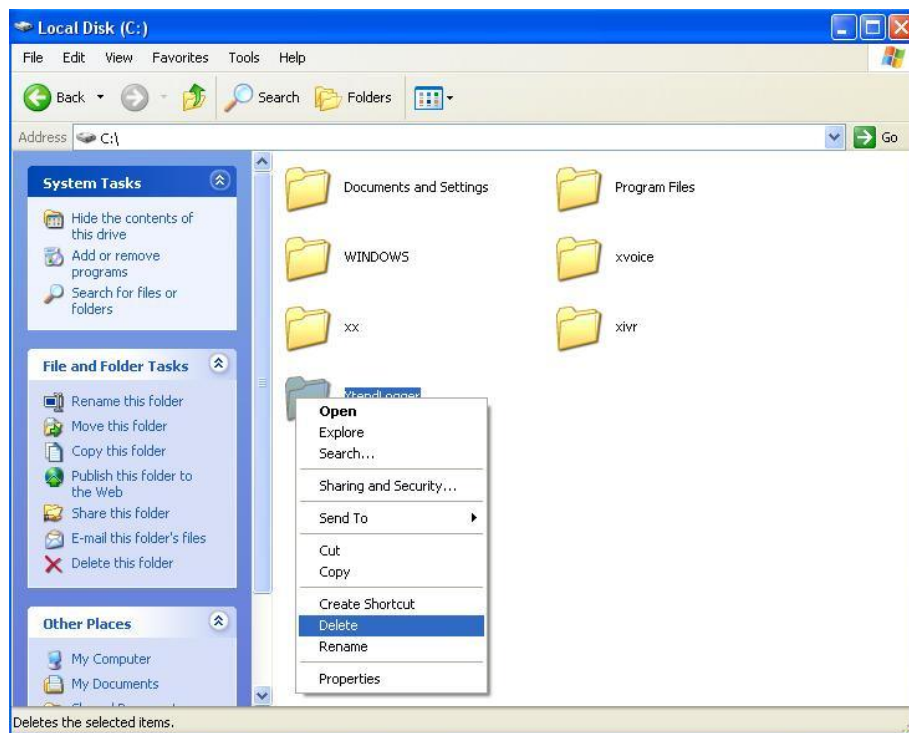 Local Disk (C:)
File Edit View Favorites Tools Help
Back Search Folders
Address C:\ Go
System Tasks
Hide the contents of
this drive
Add or remove
programs
Search for files or
folders
File and Folder Tasks
Rename this folder
Move this folder
Copy this folder
Publish this folder to
the Web
Share this folder
E-mail this folder's files
Delete this folder
Other Places
My Computer
My Documents
Documents and Settings
Program Files
WINDOWS
xvoice
xx
xivr
XtendLogger
Open
Explore
Search...
Sharing and Security...
Send To
Cut
Copy
Create Shortcut
Delete
Rename
Properties
Deletes the selected items.